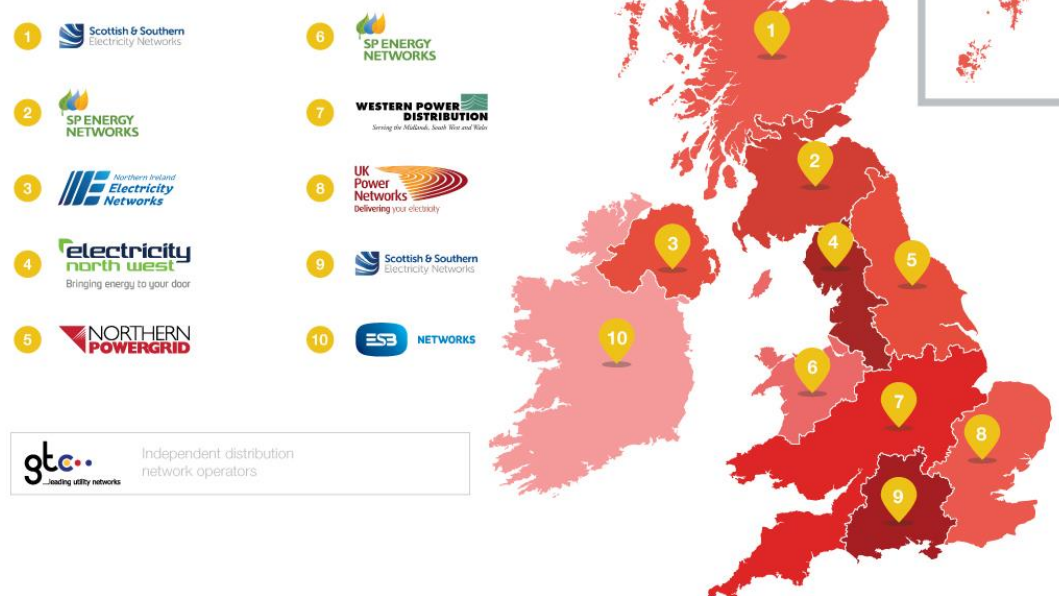 1
Scottish & Southern
Electricity Networks
2
SP ENERGY
NETWORKS
3
Northern Ireland
Electricity
Networks
4
electricity
north west
Bringing energy to your door
5
NORTHERN
POWERGRID
6
SP ENERGY
NETWORKS
7
WESTERN POWER
DISTRIBUTION
Serving the Midlands, South West and Wales
8
UK
Power
Networks
Delivering your electricity
9
Scottish & Southern
Electricity Networks
10
ESB NETWORKS
gtc
...leading utility networks
Independent distribution
network operators
1
2
3
4
5
10
6
7
8
9